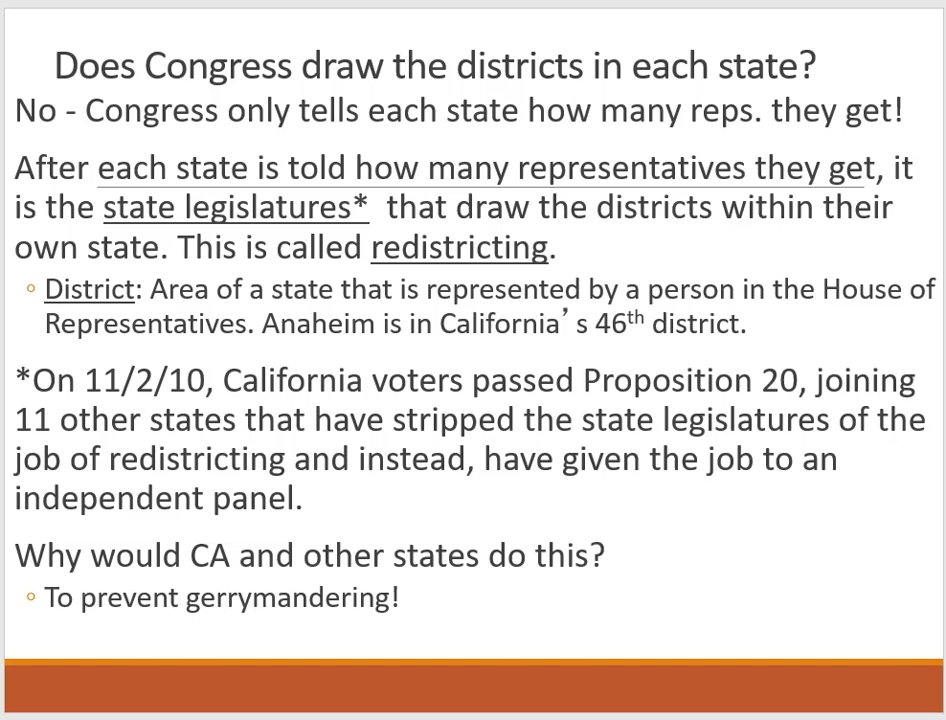 Does Congress draw the districts in each state?
No - Congress only tells each state how many reps. they get!
After each state is told how many representatives they get, it
is the state legislatures* that draw the districts within their
own state. This is called redistricting.
◦ District: Area of a state that is represented by a person in the House of
Representatives. Anaheim is in California’s 46th district.
*On 11/2/10, California voters passed Proposition 20, joining
11 other states that have stripped the state legislatures of the
job of redistricting and instead, have given the job to an
independent panel.
Why would CA and other states do this?
◦ To prevent gerrymandering!